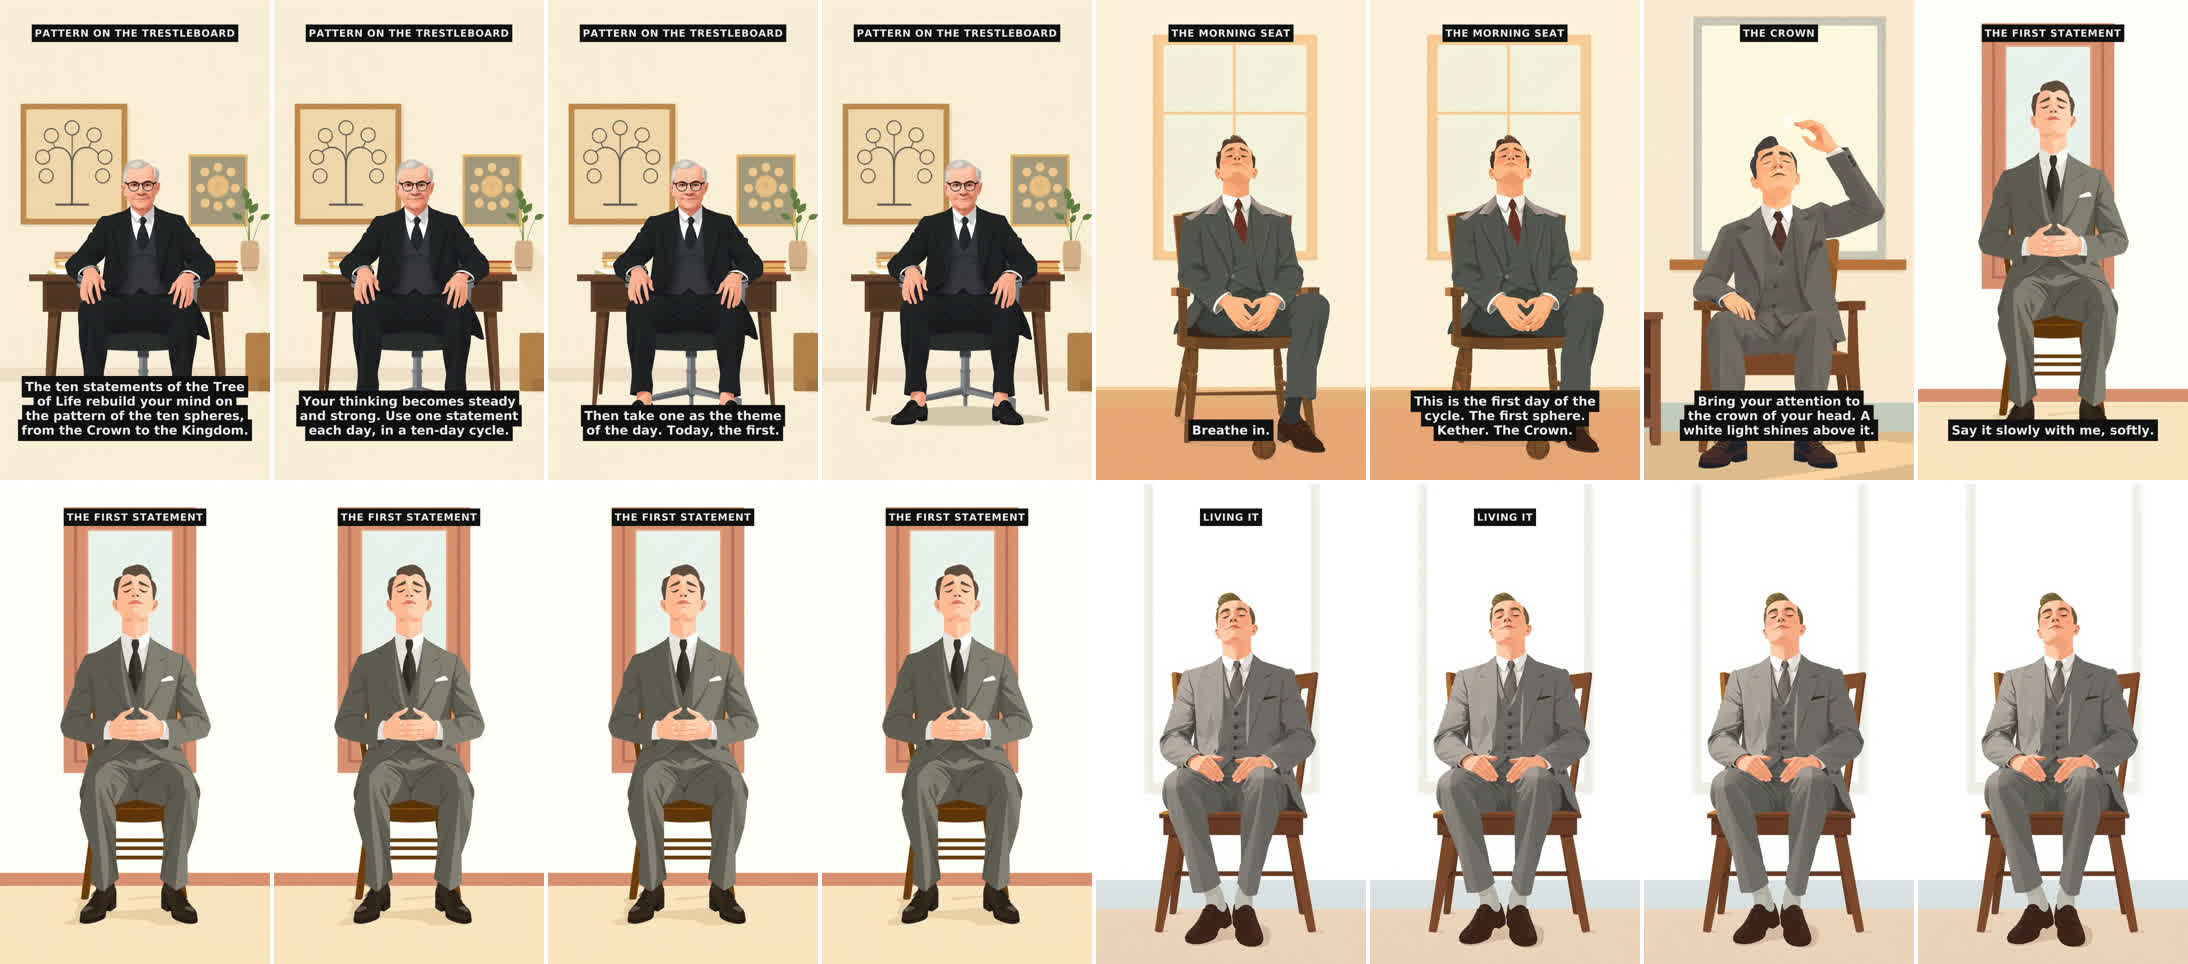 PATTERN ON THE TRESTLEBOARD
The ten statements of the Tree
of Life rebuild your mind on
the pattern of the ten spheres,
from the Crown to the Kingdom.
PATTERN ON THE TRESTLEBOARD
Your thinking becomes steady
and strong. Use one statement
each day, in a ten-day cycle.
PATTERN ON THE TRESTLEBOARD
Then take one as the theme
of the day. Today, the first.
PATTERN ON THE TRESTLEBOARD
THE MORNING SEAT
Breathe in.
THE MORNING SEAT
This is the first day of the
cycle. The first sphere.
Kether. The Crown.
THE CROWN
Bring your attention to
the crown of your head. A
white light shines above it.
THE FIRST STATEMENT
Say it slowly with me, softly.
THE FIRST STATEMENT
THE FIRST STATEMENT
THE FIRST STATEMENT
THE FIRST STATEMENT
LIVING IT
LIVING IT